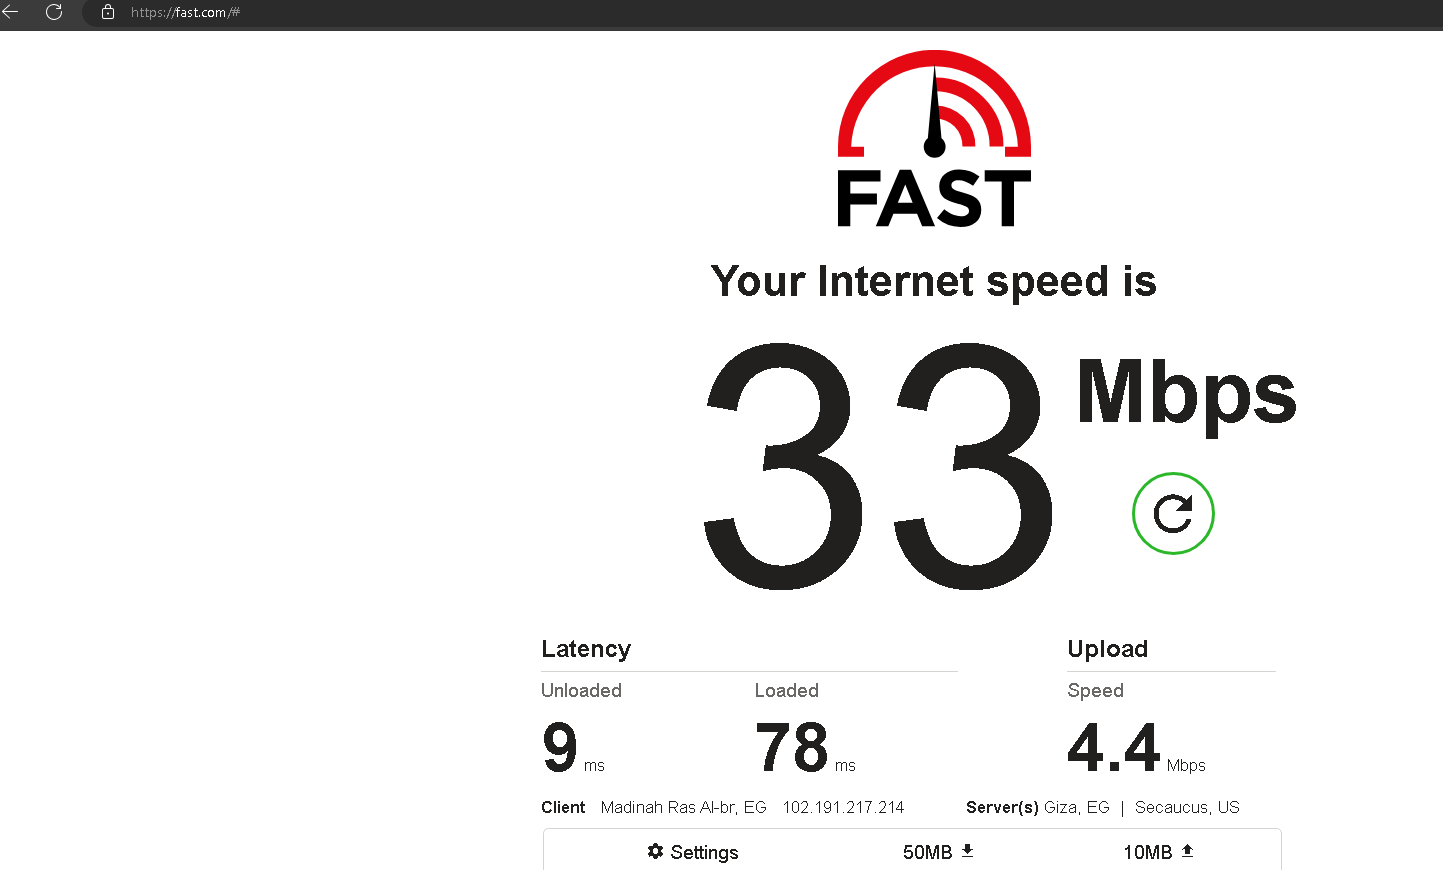 https://fast.com/#
FAST
Your Internet speed is
33 Mbps
Latency
Upload
Unloaded
Loaded
Speed
9 ms
78 ms
4.4 Mbps
Client Madinah Ras Al-br, EG 102.191.217.214 Server(s) Giza, EG | Secaucus, US
Settings 50MB 10MB